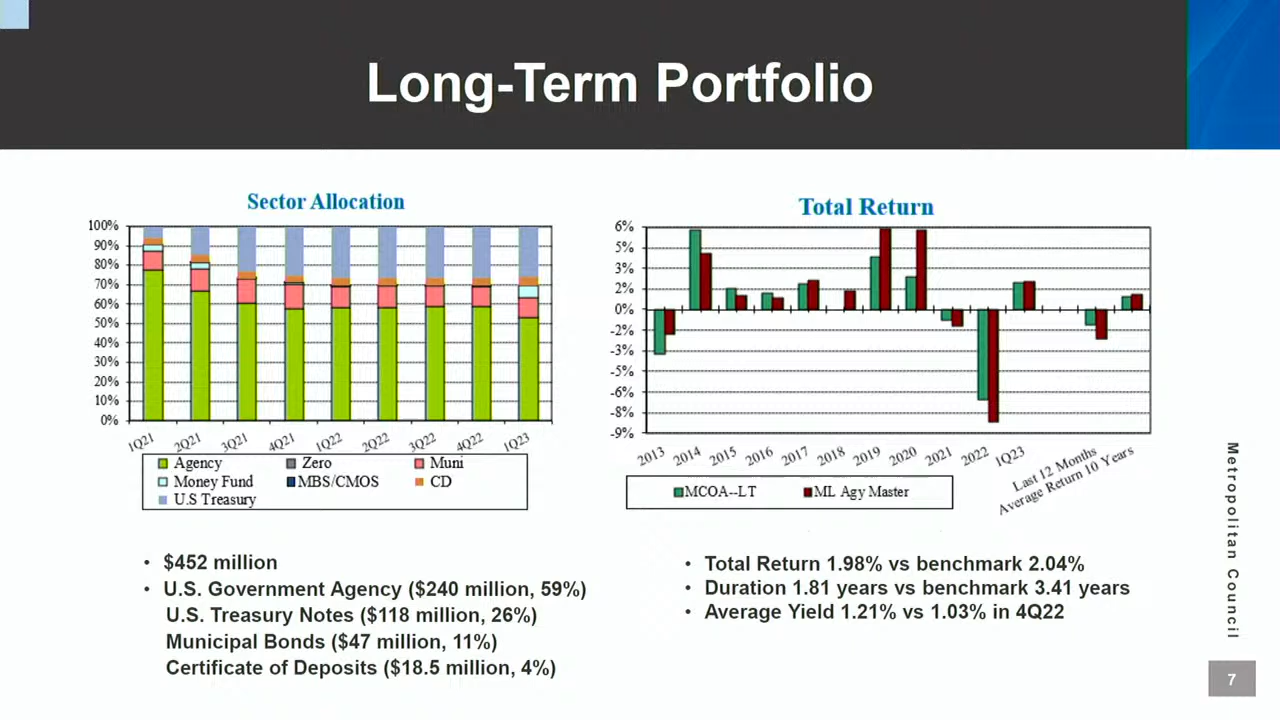 Long-Term Portfolio
Sector Allocation
100%
90%
80%
70%
60%
50%
40%
30%
20%
10%
0%
1Q21 2Q21 3Q21 4Q21 1Q22 2Q22 3Q22 4Q22 1Q23
Agency Zero Muni
Money Fund MBS/CMOS CD
U.S Treasury
Total Return
6%
5%
3%
2%
0%
-2%
-3%
-5%
-6%
-8%
-9%
2013 2014 2015 2016 2017 2018 2019 2020 2021 2022 1Q23 Last 12 Months Average Return 10 Years
MCOA--LT ML Agy Master
• $452 million
• U.S. Government Agency ($240 million, 59%)
U.S. Treasury Notes ($118 million, 26%)
Municipal Bonds ($47 million, 11%)
Certificate of Deposits ($18.5 million, 4%)
• Total Return 1.98% vs benchmark 2.04%
• Duration 1.81 years vs benchmark 3.41 years
• Average Yield 1.21% vs 1.03% in 4Q22
Metropolitan Council
7